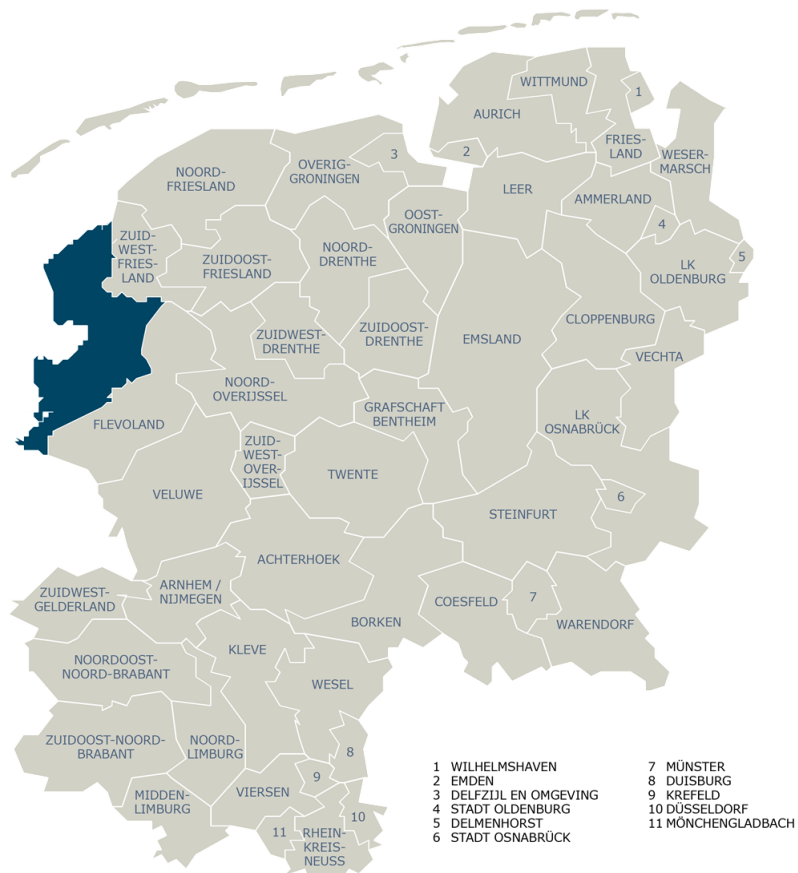 WITTMUND
1
AURICH
2
FRIES-
LAND
WESER-
MARSCH
3
OVERIG-
GRONINGEN
NOORD-
FRIESLAND
LEER
AMMERLAND
4
OOST-
GRONINGEN
ZUID-
WEST-
FRIES-
LAND
ZUIDOOST-
FRIESLAND
NOORD-
DRENTHE
5
LK
OLDENBURG
ZUIDWEST-
DRENTHE
ZUIDOOST-
DRENTHE
EMSLAND
CLOPPENBURG
VECHTA
NOORD-
OVERIJSSEL
GRAFSCHAFT
BENTHEIM
LK
OSNABRÜCK
FLEVOLAND
ZUID-
WEST-
OVER-
IJSSEL
TWENTE
VELUWE
6
STEINFURT
ACHTERHOEK
ARNHEM /
NIJMEGEN
ZUIDWEST-
GELDERLAND
COESFELD
7
BORKEN
WARENDORF
KLEVE
NOORDOOST-
NOORD-BRABANT
WESEL
ZUIDOOST-NOORD-
BRABANT
NOORD-
LIMBURG
8
9
VIERSEN
MIDDEN-
LIMBURG
10
11
RHEIN-
KREIS-
NEUSS
1 WILHELMSHAVEN
2 EMDEN
3 DELFZIJL EN OMGEVING
4 STADT OLDENBURG
5 DELMENHORST
6 STADT OSNABRÜCK
7 MÜNSTER
8 DUISBURG
9 KREFELD
10 DÜSSELDORF
11 MÖNCHENGLADBACH